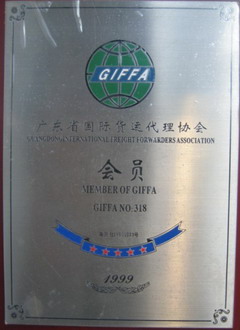 GIFFA
广东省国际货运代理协会
GUANGDONG INTERNATIONAL FREIGHT FORWARDERS ASSOCIATION
会员
MEMBER OF GIFFA
GIFFA NO·318
1999